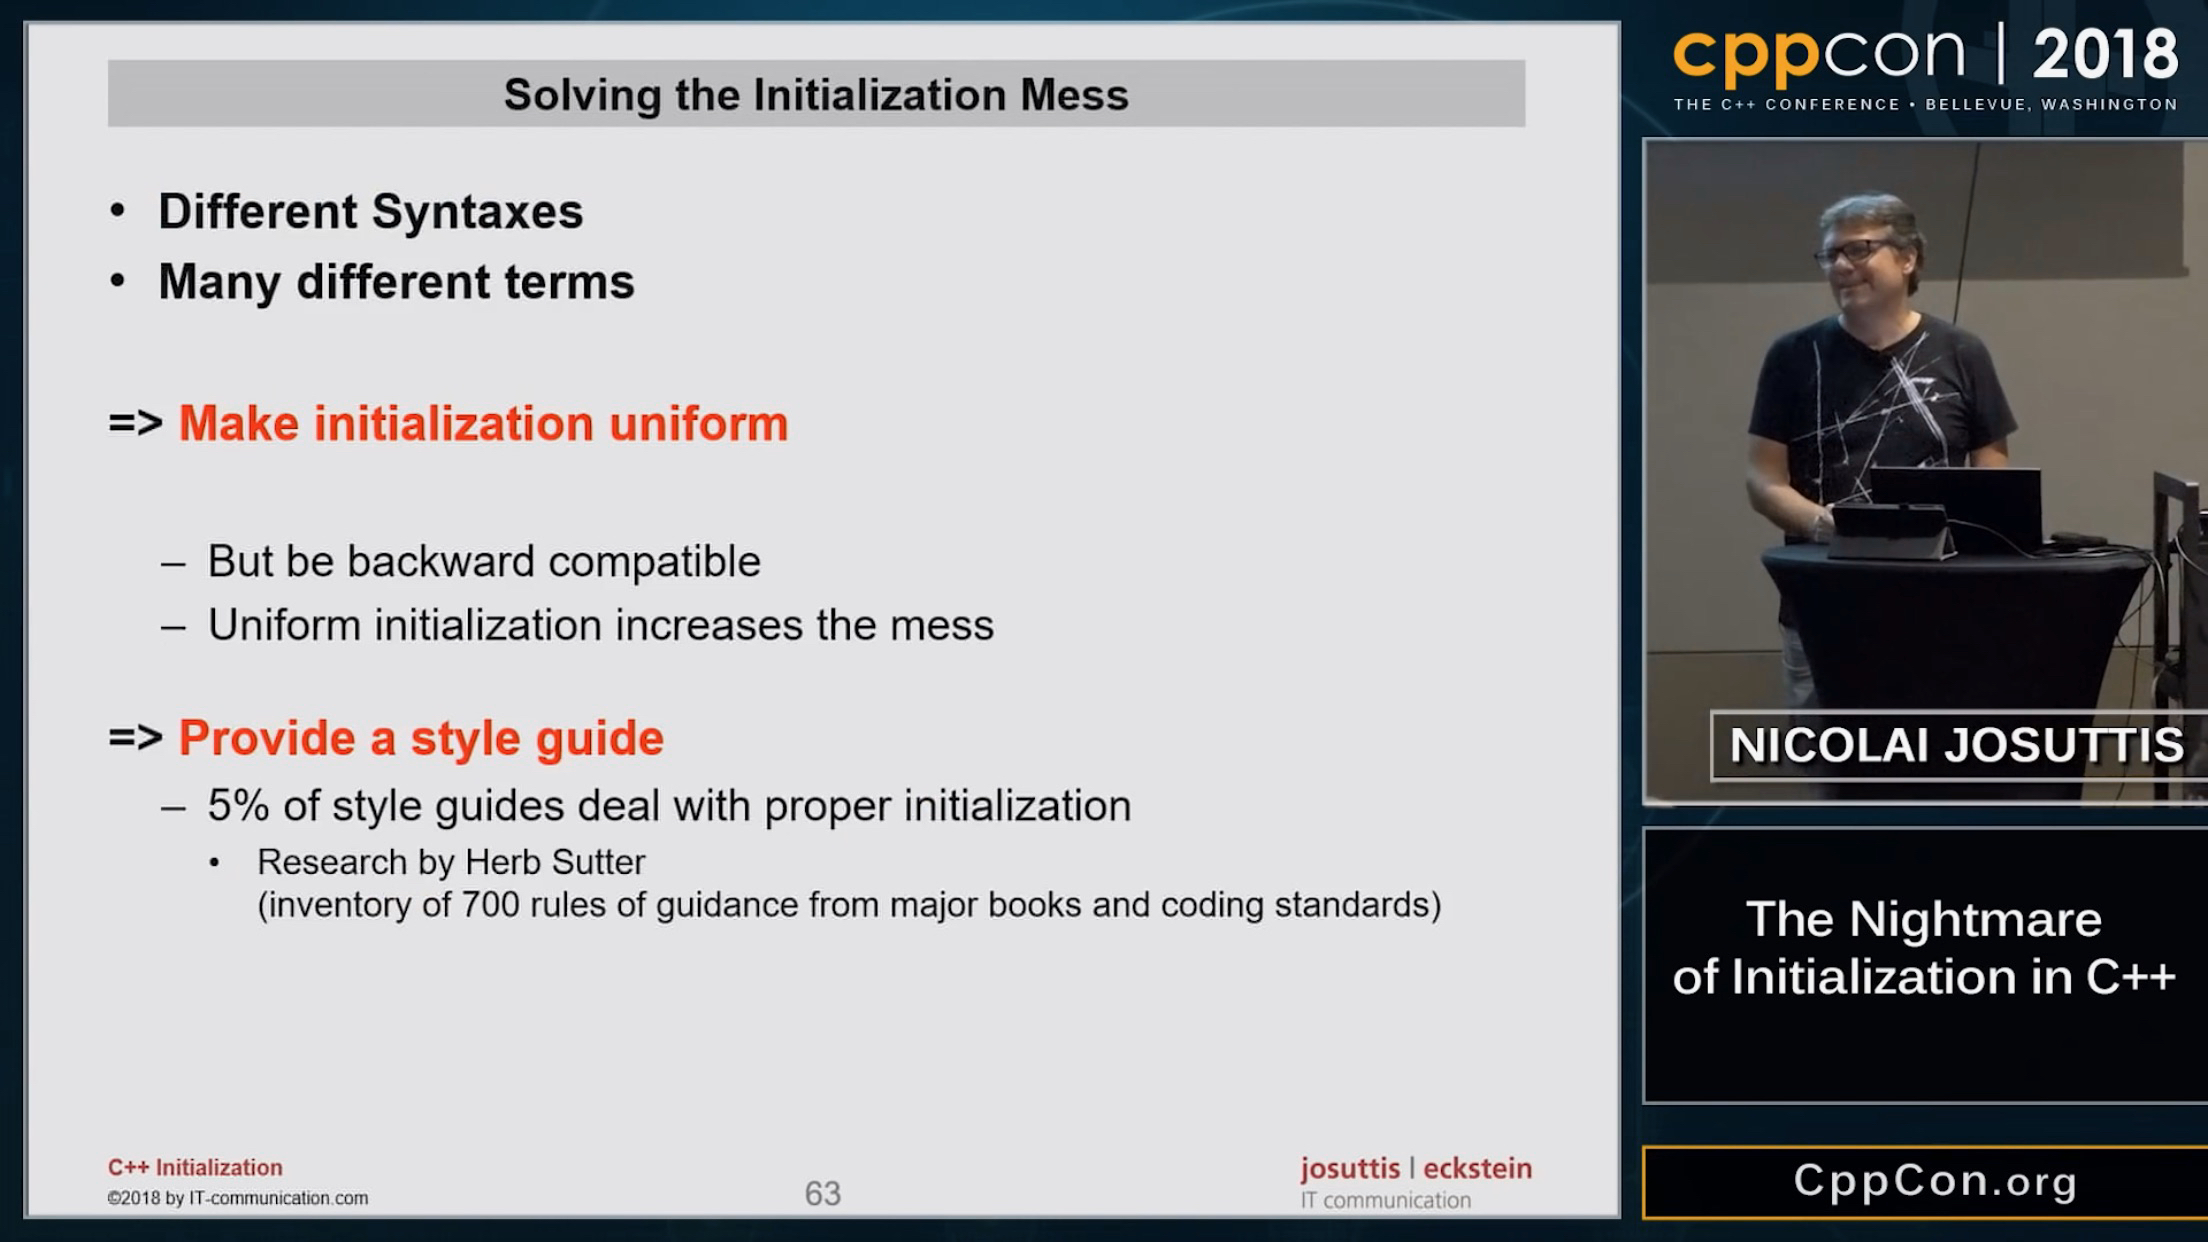 Solving the Initialization Mess
• Different Syntaxes
• Many different terms
=> Make initialization uniform
– But be backward compatible
– Uniform initialization increases the mess
=> Provide a style guide
– 5% of style guides deal with proper initialization
• Research by Herb Sutter
(inventory of 700 rules of guidance from major books and coding standards)
C++ Initialization
©2018 by IT-communication.com
63
josuttis | eckstein
IT communication
cppcon | 2018
THE C++ CONFERENCE • BELLEVUE, WASHINGTON
NICOLAI JOSUTTIS
The Nightmare
of Initialization in C++
CppCon.org